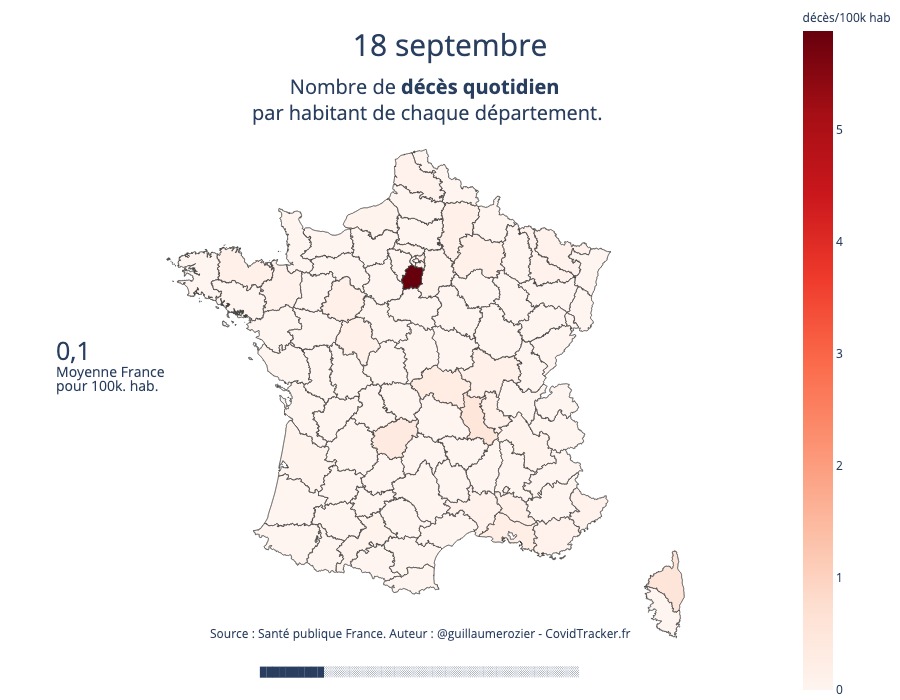 décès/100k hab
18 septembre
Nombre de décès quotidien
par habitant de chaque département.
5
4
3
2
1
0
0,1
Moyenne France
pour 100k. hab.
Source : Santé publique France. Auteur : @guillaumerozier - CovidTracker.fr